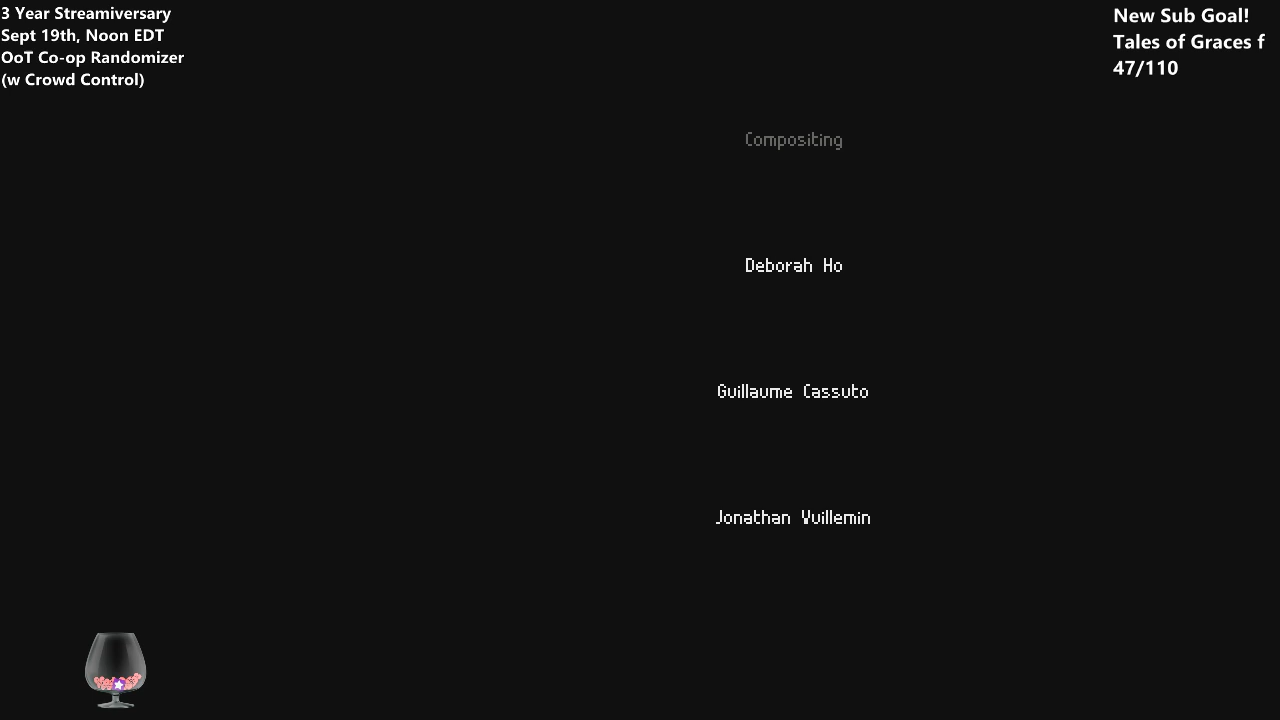 3 Year Streamiversary
Sept 19th, Noon EDT
OoT Co-op Randomizer
(w Crowd Control)
New Sub Goal!
Tales of Graces f
47/110
Compositing
Deborah Ho
Guillaume Cassuto
Jonathan Vuillemin